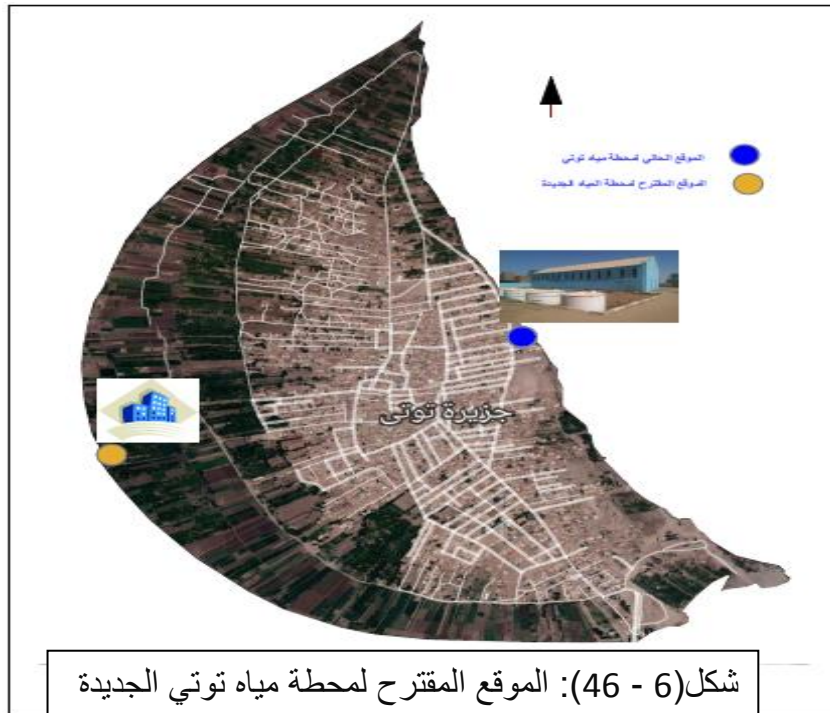 الموقع الحالي لمحطة مياه توتي
الموقع المقترح لمحطة المياه الجديدة
جزيرة توتي
شكل(6 - 46): الموقع المقترح لمحطة مياه توتي الجديدة